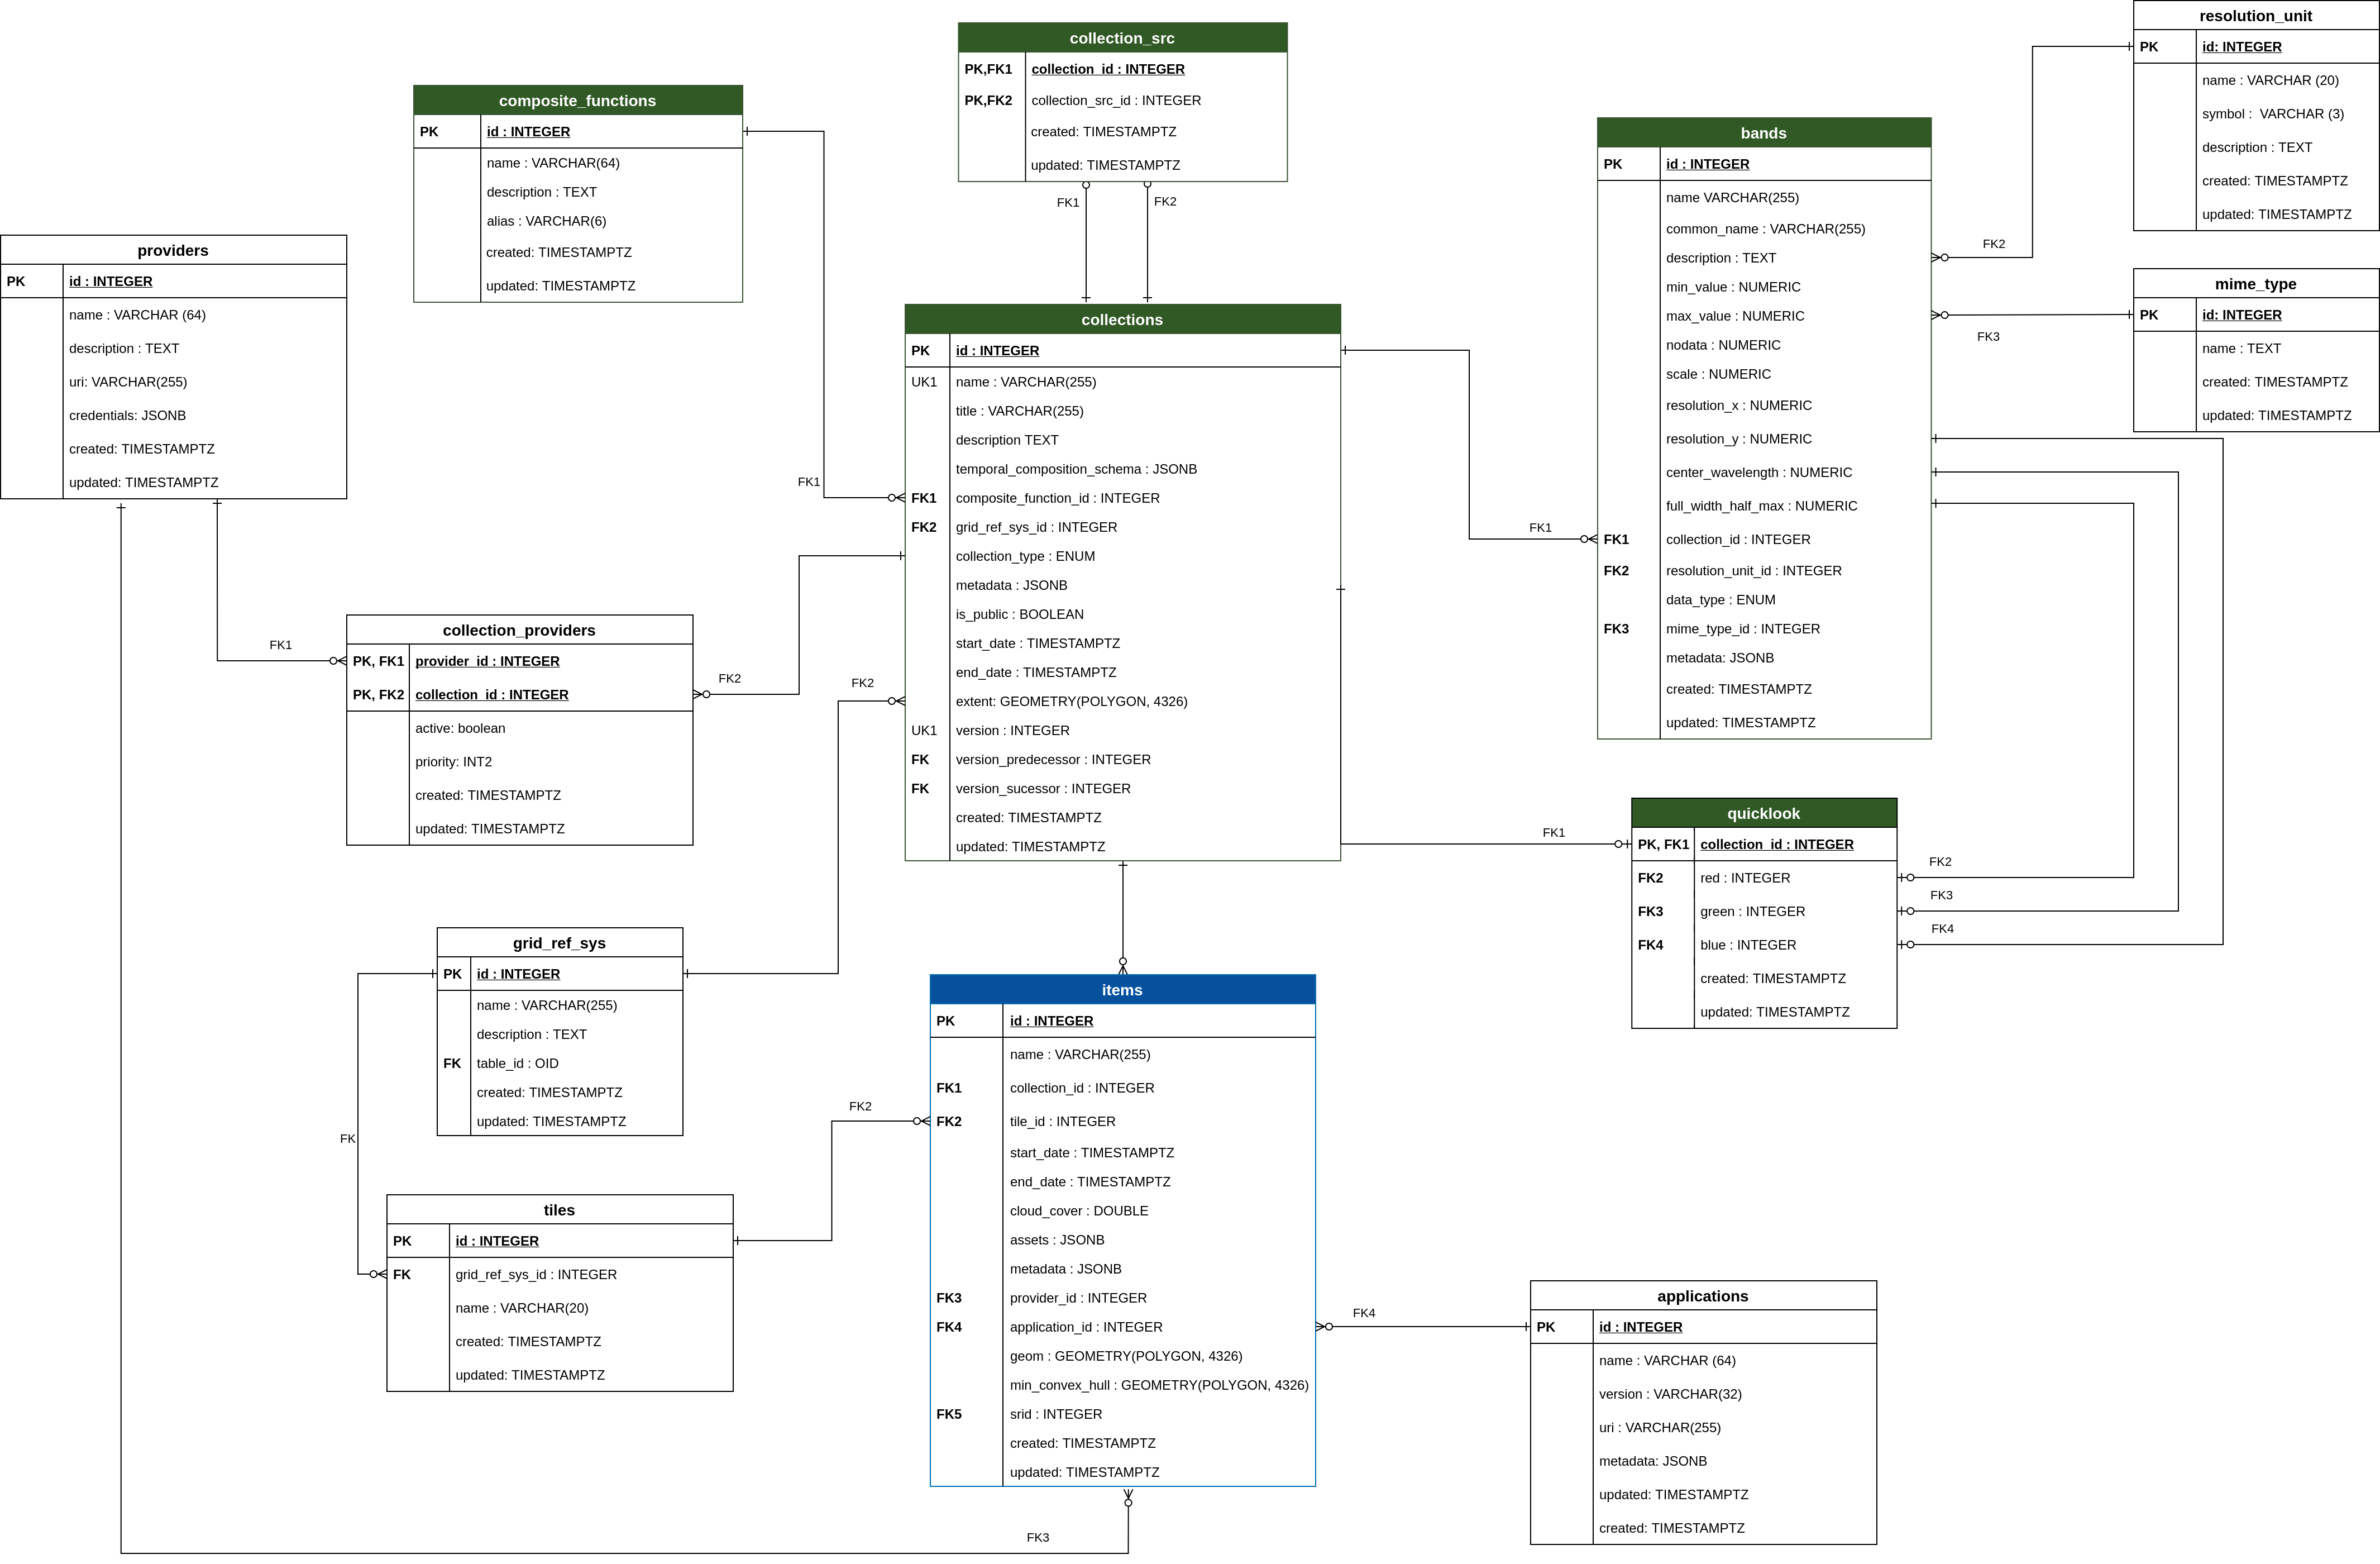 collection_src
PK,FK1 collection_id : INTEGER
PK,FK2 collection_src_id : INTEGER
created: TIMESTAMPTZ
updated: TIMESTAMPTZ
FK1
FK2
composite_functions
PK id : INTEGER
name : VARCHAR(64)
description : TEXT
alias : VARCHAR(6)
created: TIMESTAMPTZ
updated: TIMESTAMPTZ
FK1
providers
PK id : INTEGER
name : VARCHAR (64)
description : TEXT
uri: VARCHAR(255)
credentials: JSONB
created: TIMESTAMPTZ
updated: TIMESTAMPTZ
FK1
collection_providers
PK, FK1 provider_id : INTEGER
PK, FK2 collection_id : INTEGER
active: boolean
priority: INT2
created: TIMESTAMPTZ
updated: TIMESTAMPTZ
FK2
FK2
collections
PK id : INTEGER
UK1 name : VARCHAR(255)
title : VARCHAR(255)
description TEXT
temporal_composition_schema : JSONB
FK1 composite_function_id : INTEGER
FK2 grid_ref_sys_id : INTEGER
collection_type : ENUM
metadata : JSONB
is_public : BOOLEAN
start_date : TIMESTAMPTZ
end_date : TIMESTAMPTZ
extent: GEOMETRY(POLYGON, 4326)
UK1 version : INTEGER
FK version_predecessor : INTEGER
FK version_sucessor : INTEGER
created: TIMESTAMPTZ
updated: TIMESTAMPTZ
FK1
FK1
bands
PK id : INTEGER
name VARCHAR(255)
common_name : VARCHAR(255)
description : TEXT
min_value : NUMERIC
max_value : NUMERIC
nodata : NUMERIC
scale : NUMERIC
resolution_x : NUMERIC
resolution_y : NUMERIC
center_wavelength : NUMERIC
full_width_half_max : NUMERIC
FK1 collection_id : INTEGER
FK2 resolution_unit_id : INTEGER
data_type : ENUM
FK3 mime_type_id : INTEGER
metadata: JSONB
created: TIMESTAMPTZ
updated: TIMESTAMPTZ
FK2
FK3
resolution_unit
PK id: INTEGER
name : VARCHAR (20)
symbol : VARCHAR (3)
description : TEXT
created: TIMESTAMPTZ
updated: TIMESTAMPTZ
mime_type
PK id: INTEGER
name : TEXT
created: TIMESTAMPTZ
updated: TIMESTAMPTZ
quicklook
PK, FK1 collection_id : INTEGER
FK2 red : INTEGER
FK3 green : INTEGER
FK4 blue : INTEGER
created: TIMESTAMPTZ
updated: TIMESTAMPTZ
FK2
FK3
FK4
grid_ref_sys
PK id : INTEGER
name : VARCHAR(255)
description : TEXT
FK table_id : OID
created: TIMESTAMPTZ
updated: TIMESTAMPTZ
FK
tiles
PK id : INTEGER
FK grid_ref_sys_id : INTEGER
name : VARCHAR(20)
created: TIMESTAMPTZ
updated: TIMESTAMPTZ
FK2
items
PK id : INTEGER
name : VARCHAR(255)
FK1 collection_id : INTEGER
FK2 tile_id : INTEGER
start_date : TIMESTAMPTZ
end_date : TIMESTAMPTZ
cloud_cover : DOUBLE
assets : JSONB
metadata : JSONB
FK3 provider_id : INTEGER
FK4 application_id : INTEGER
geom : GEOMETRY(POLYGON, 4326)
min_convex_hull : GEOMETRY(POLYGON, 4326)
FK5 srid : INTEGER
created: TIMESTAMPTZ
updated: TIMESTAMPTZ
FK3
FK4
applications
PK id : INTEGER
name : VARCHAR (64)
version : VARCHAR(32)
uri : VARCHAR(255)
metadata: JSONB
updated: TIMESTAMPTZ
created: TIMESTAMPTZ